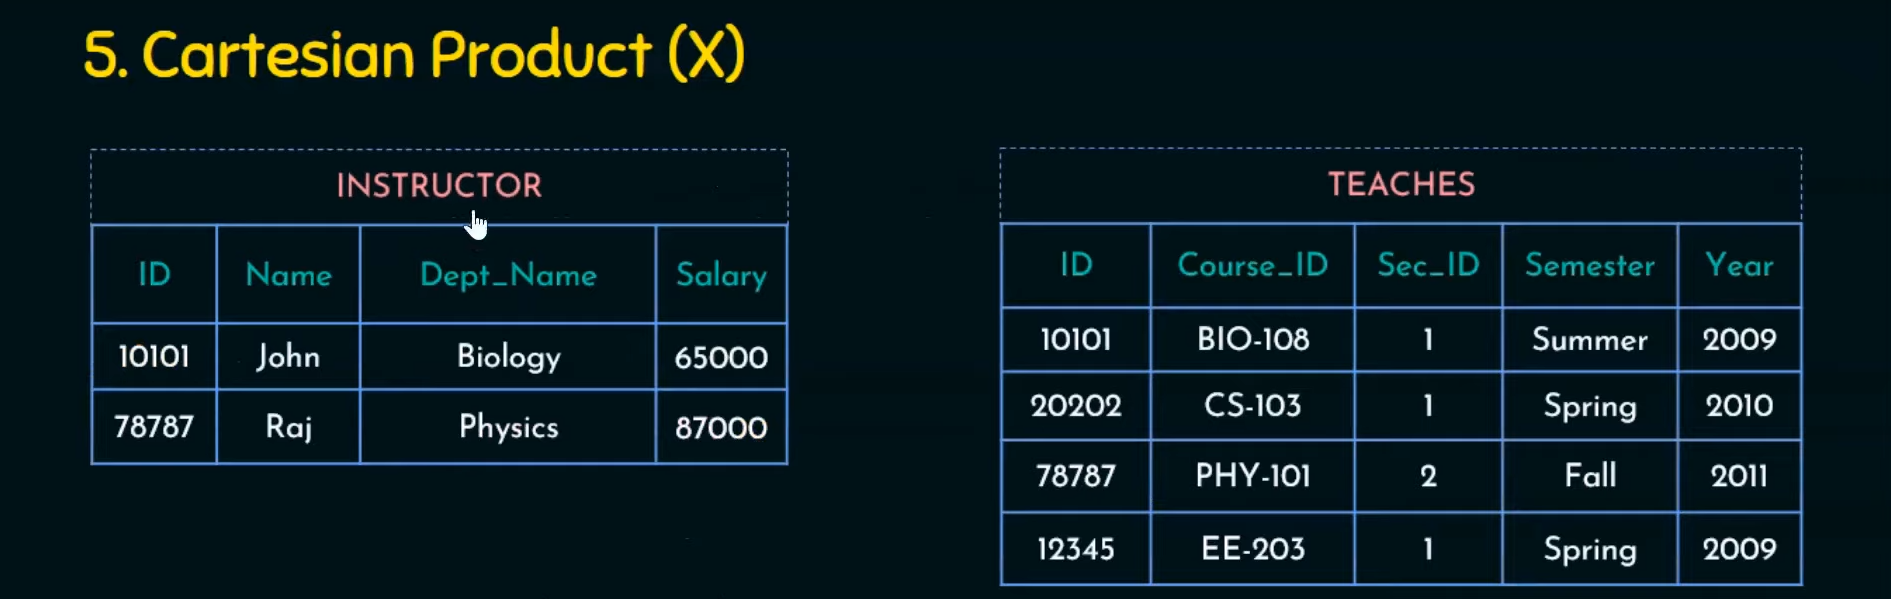 5. Cartesian Product (X)
INSTRUCTOR
ID Name Dept_Name Salary
10101 John Biology 65000
78787 Raj Physics 87000
TEACHES
ID Course_ID Sec_ID Semester Year
10101 BIO-108 1 Summer 2009
20202 CS-103 1 Spring 2010
78787 PHY-101 2 Fall 2011
12345 EE-203 1 Spring 2009